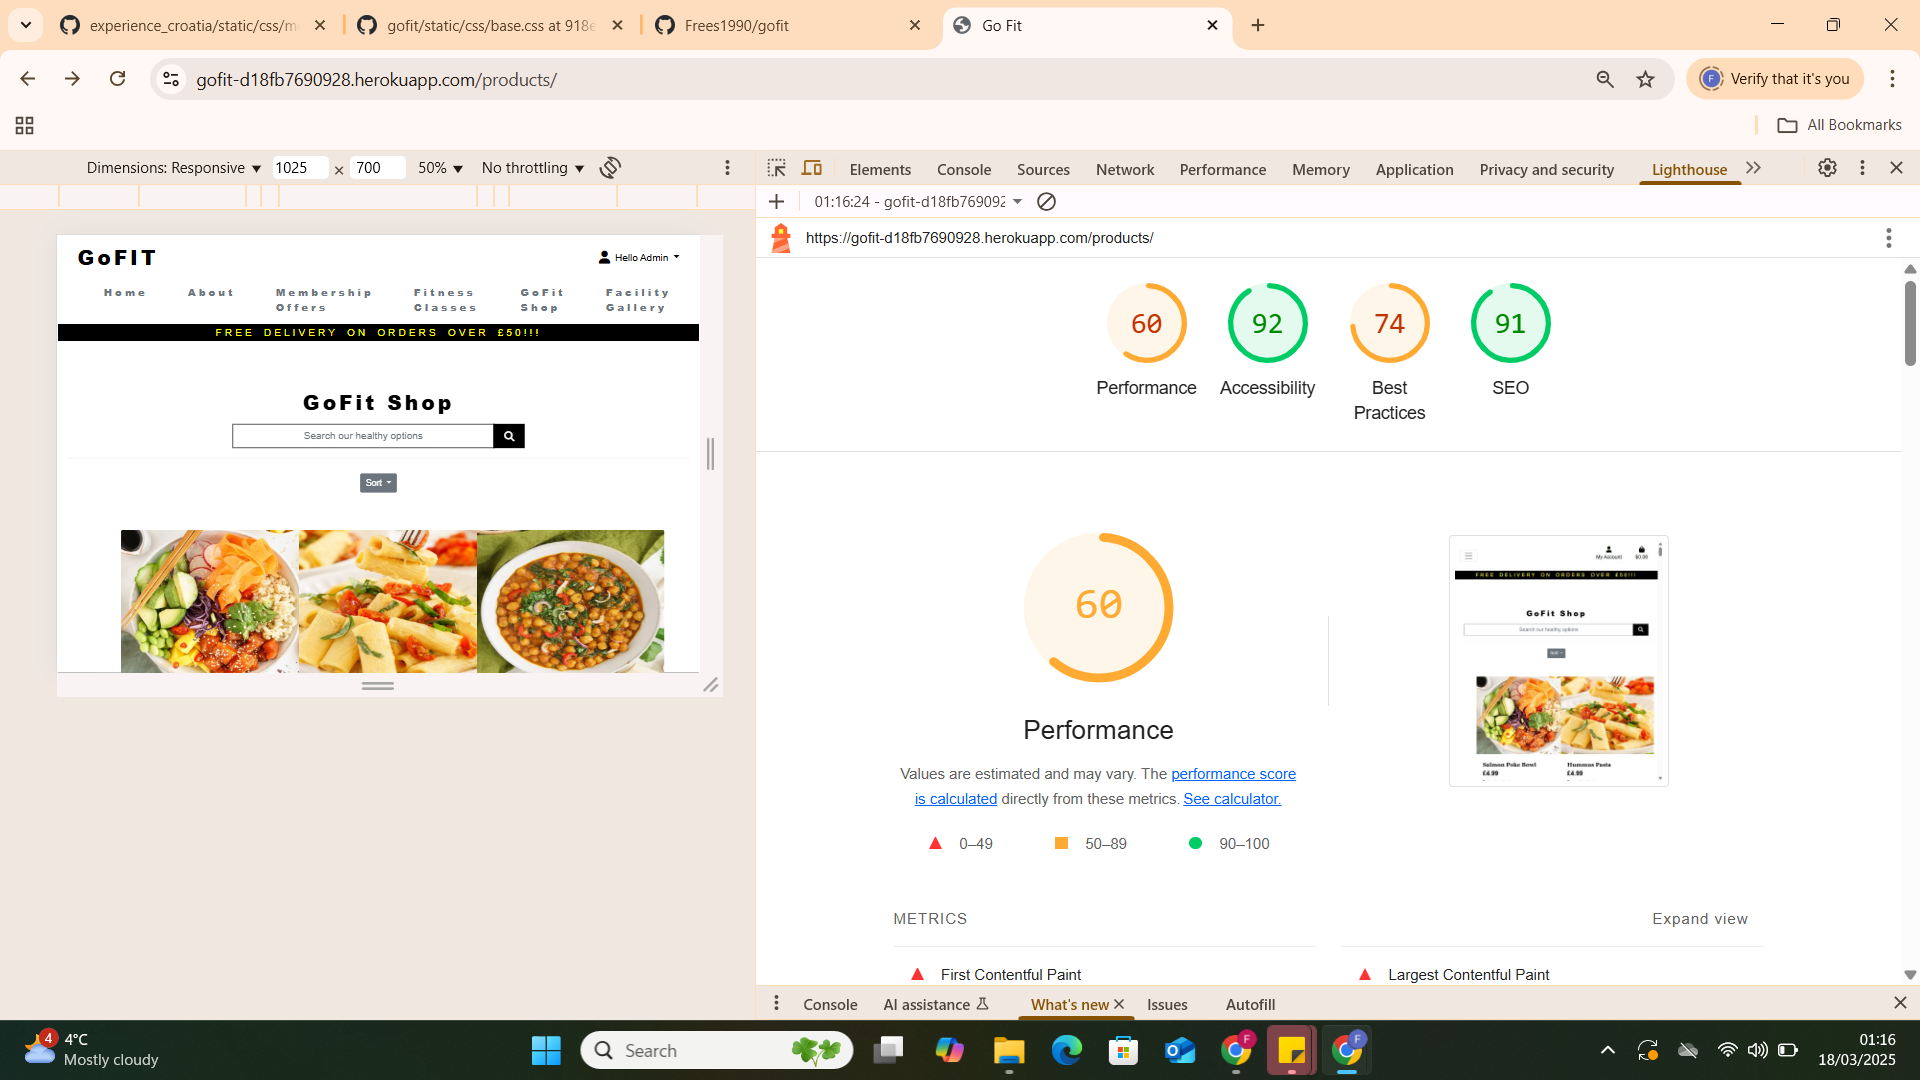 experience_croatia/static/css/m
gofit/static/css/base.css at 918e
Frees1990/gofit
Go Fit
gofit-d18fb7690928.herokuapp.com/products/
F
Verify that it's you
All Bookmarks
Dimensions: Responsive
1025
×
700
50%
No throttling
Elements
Console
Sources
Network
Performance
Memory
Application
Privacy and security
Lighthouse
01:16:24 - gofit-d18fb769092
https://gofit-d18fb7690928.herokuapp.com/products/
GoFIT
Hello Admin
Home
About
Membership
Offers
Fitness
Classes
GoFit
Shop
Facility
Gallery
FREE DELIVERY ON ORDERS OVER £50!!!
GoFit Shop
Search our healthy options
Sort
60
92
74
91
Performance
Accessibility
Best
Practices
SEO
60
Performance
Values are estimated and may vary. The performance score
is calculated directly from these metrics. See calculator.
0–49
50–89
90–100
My Account
$0.00
FREE DELIVERY ON ORDERS OVER £50!!!
GoFit Shop
Search our healthy options
Salmon Poke Bowl
£4.99
Hummus Pasta
£4.99
METRICS
Expand view
First Contentful Paint
Largest Contentful Paint
Console
AI assistance
What's new
Issues
Autofill
4
4°C
Mostly cloudy
Search
F
F
01:16
18/03/2025